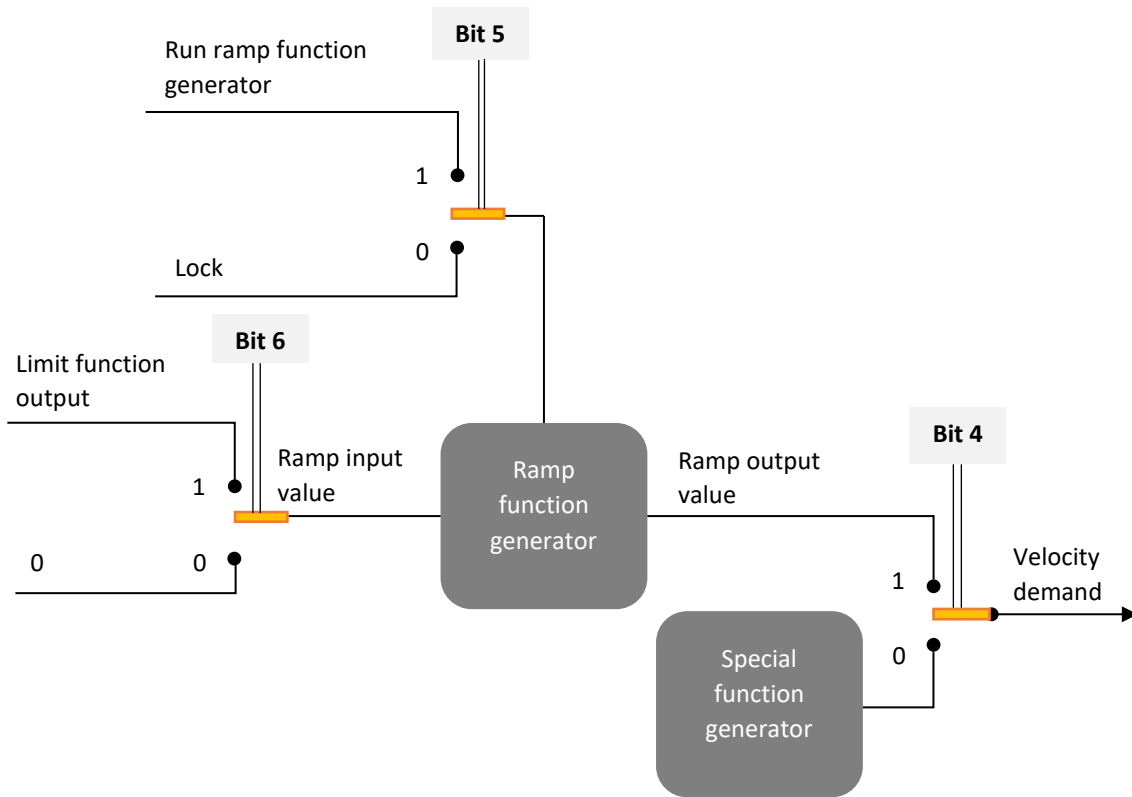 Bit 5
Run ramp function
generator
1
0
Lock
Bit 6
Limit function
output
1
0
0
Ramp input
value
Ramp
function
generator
Ramp output
value
Bit 4
1
0
Velocity
demand
Special
function
generator